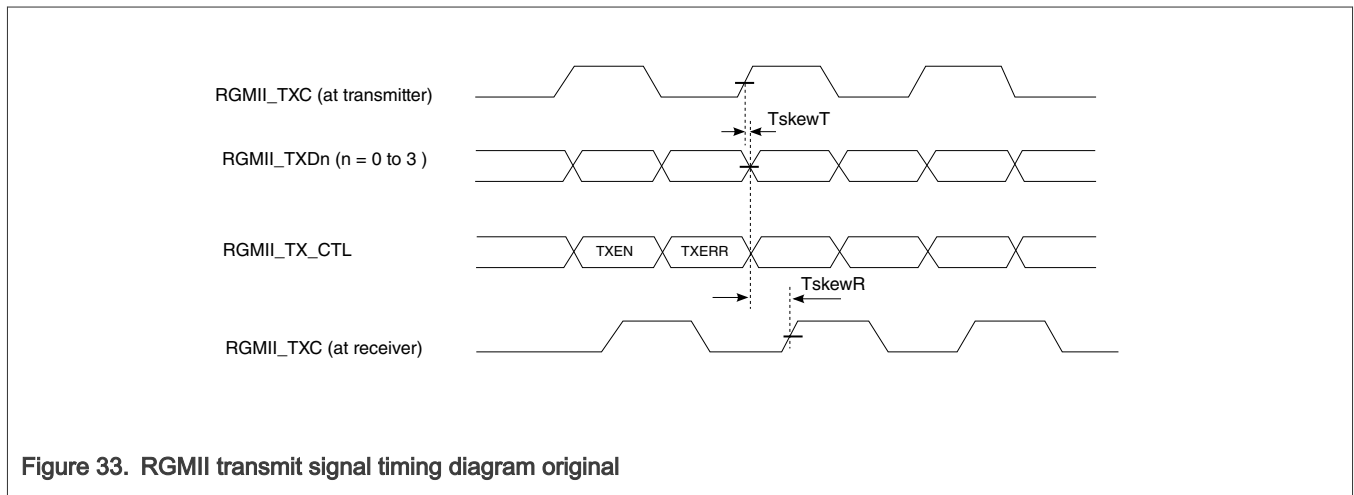 RGMII_TXC (at transmitter)
TskewT
RGMII_TXDn (n = 0 to 3 )
RGMII_TX_CTL
TXEN
TXERR
TskewR
RGMII_TXC (at receiver)
Figure 33. RGMII transmit signal timing diagram original